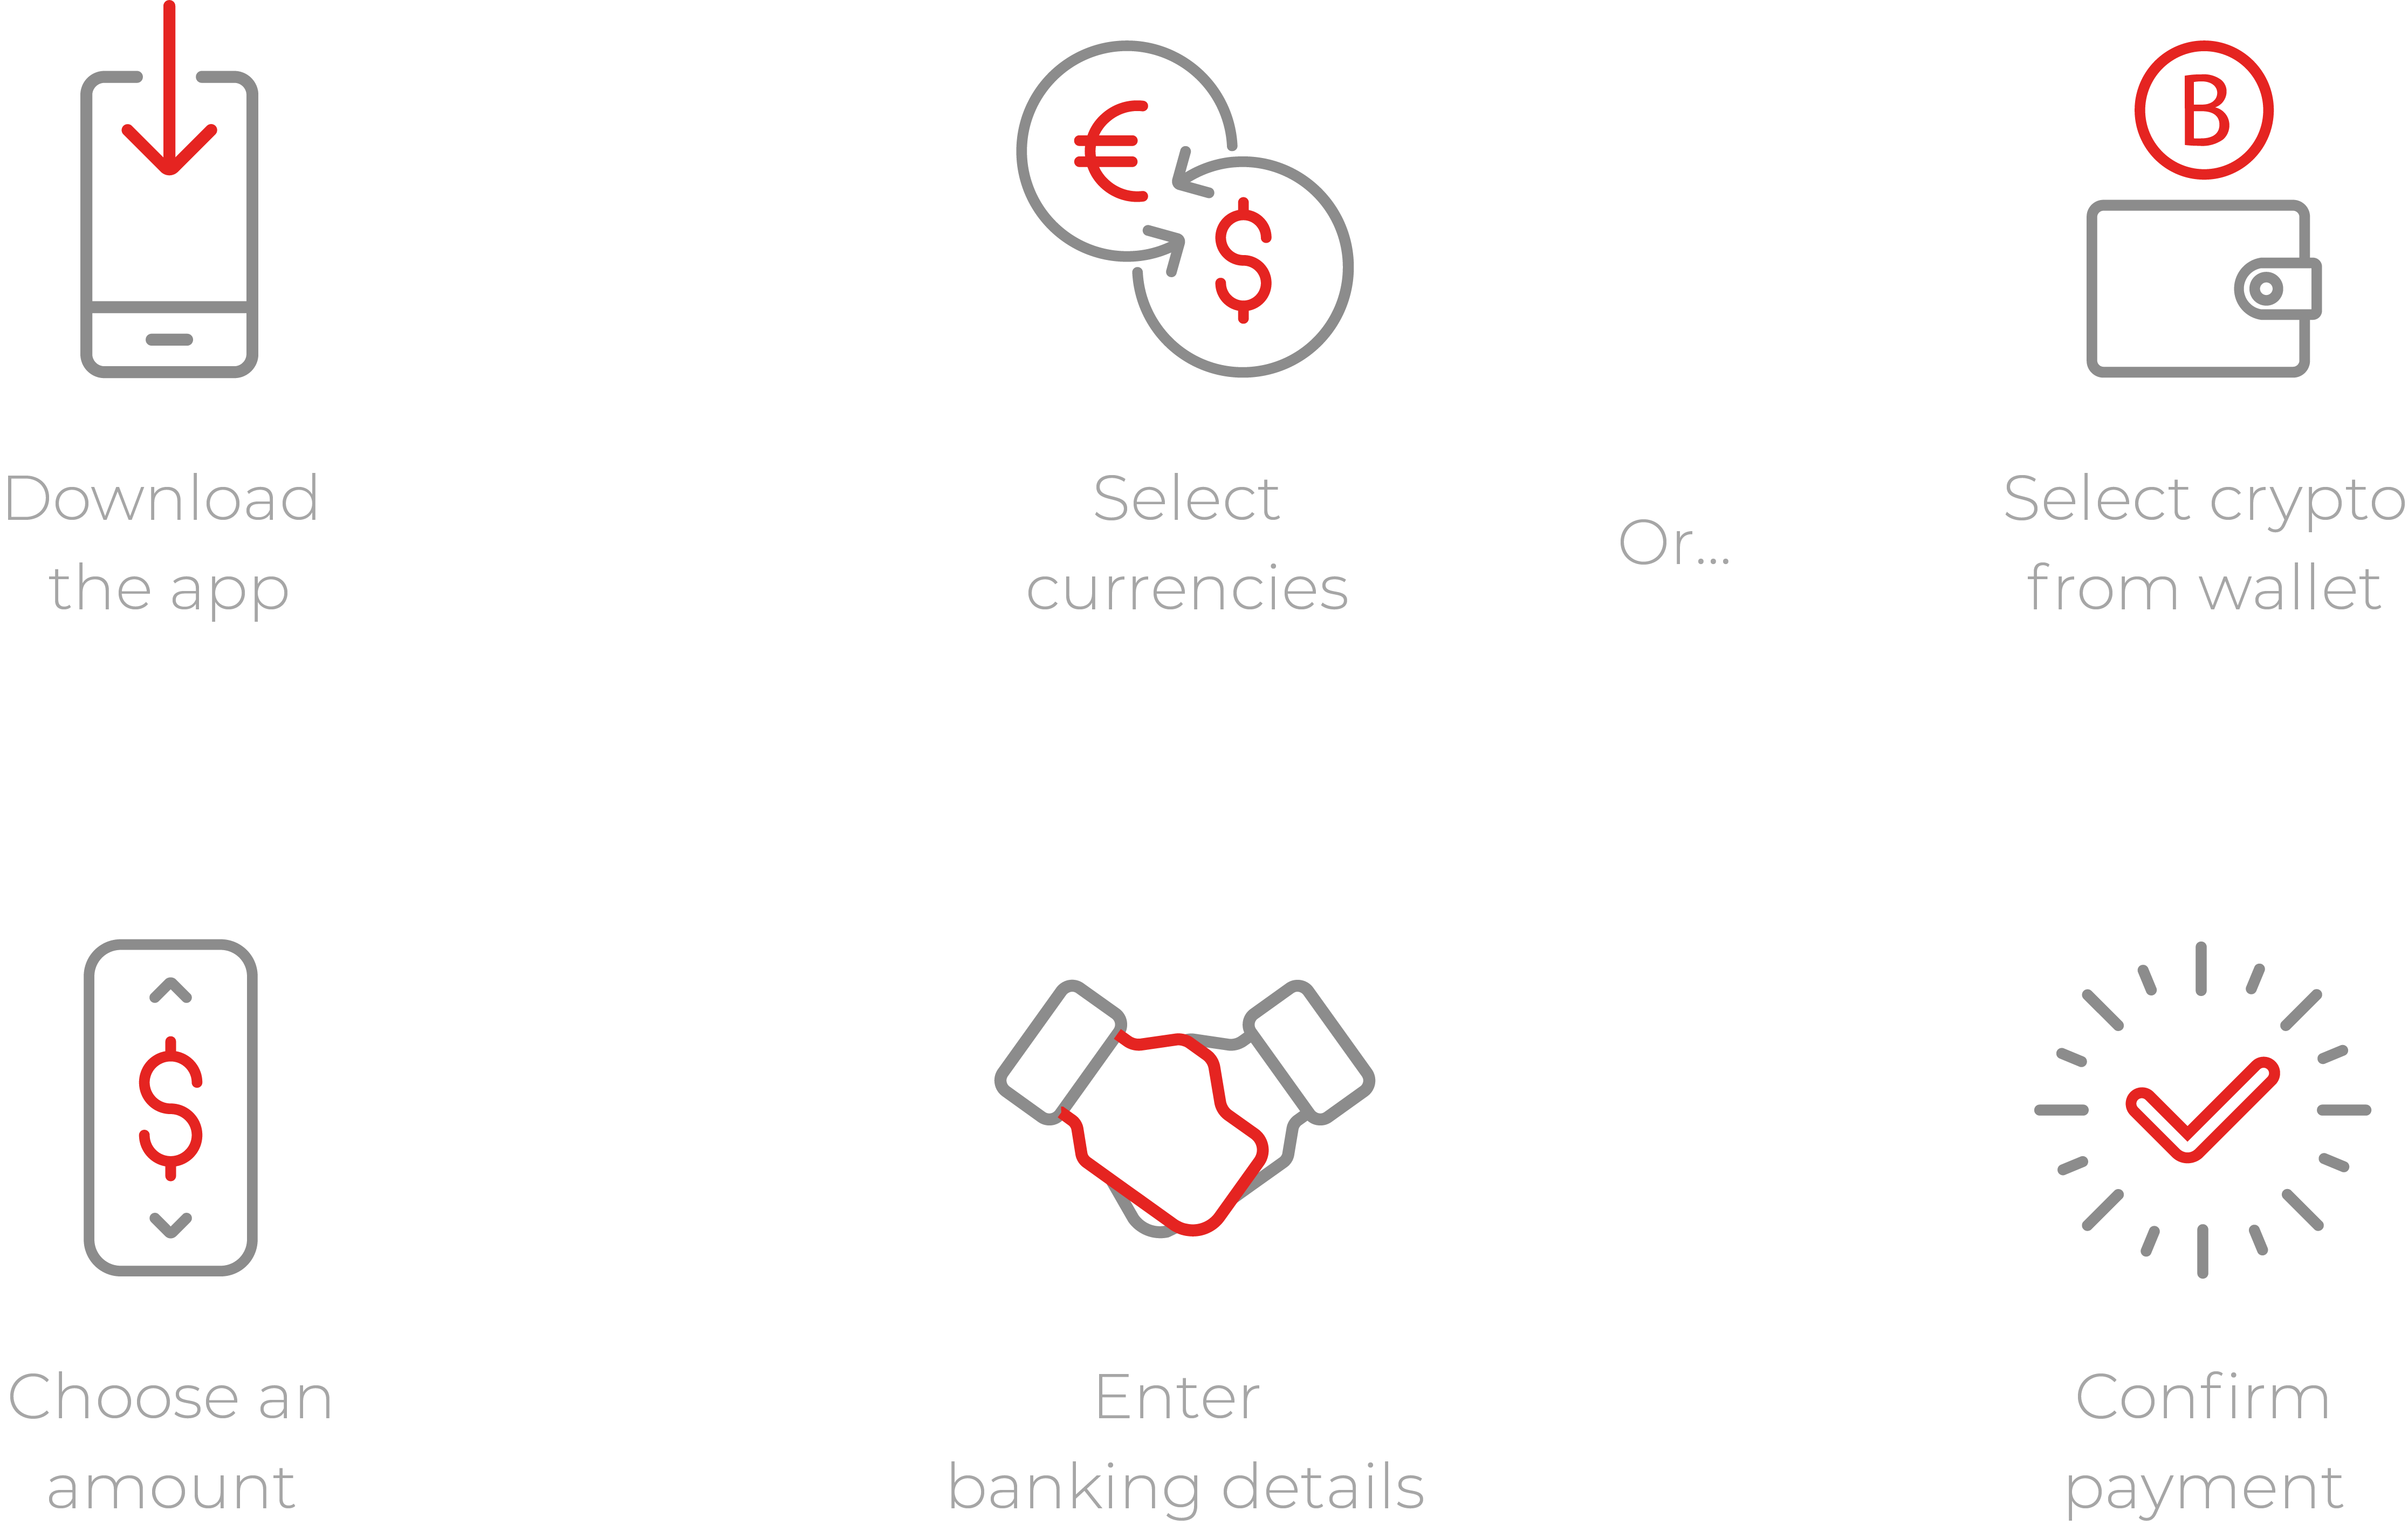 Download
the app
Select
currencies
Or...
Select crypto
from wallet
Choose an
amount
Enter
banking details
Confirm
payment